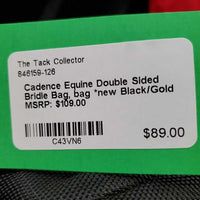 The Tack Collector
846159-126
Cadence Equine Double Sided
Bridle Bag, bag *new Black/Gold
MSRP: $109.00
C43VN6
$89.00